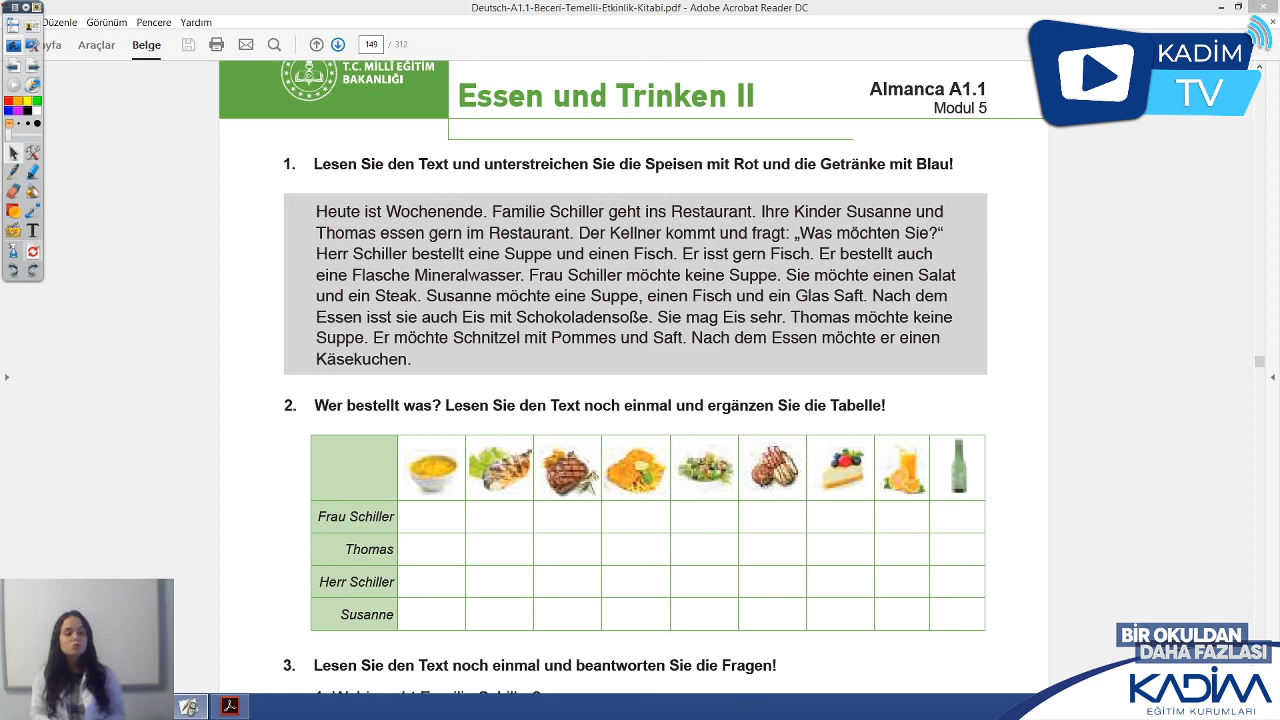 Deutsch-A1.1-Beceri-Temelli-Etkinlik-Kitabi.pdf - Adobe Acrobat Reader DC
Düzenle Görünüm Pencere Yardım
ayfa Araçlar Belge 149 / 312
T.C. MİLLÎ EĞİTİM
BAKANLIĞI
Essen und Trinken II
Almanca A1.1
Modul 5
KADİM
TV
1. Lesen Sie den Text und unterstreichen Sie die Speisen mit Rot und die Getränke mit Blau!
Heute ist Wochenende. Familie Schiller geht ins Restaurant. Ihre Kinder Susanne und
Thomas essen gern im Restaurant. Der Kellner kommt und fragt: „Was möchten Sie?“
Herr Schiller bestellt eine Suppe und einen Fisch. Er isst gern Fisch. Er bestellt auch
eine Flasche Mineralwasser. Frau Schiller möchte keine Suppe. Sie möchte einen Salat
und ein Steak. Susanne möchte eine Suppe, einen Fisch und ein Glas Saft. Nach dem
Essen isst sie auch Eis mit Schokoladensoße. Sie mag Eis sehr. Thomas möchte keine
Suppe. Er möchte Schnitzel mit Pommes und Saft. Nach dem Essen möchte er einen
Käsekuchen.
2. Wer bestellt was? Lesen Sie den Text noch einmal und ergänzen Sie die Tabelle!
Frau Schiller
Thomas
Herr Schiller
Susanne
3. Lesen Sie den Text noch einmal und beantworten Sie die Fragen!
BİR OKULDAN
DAHA FAZLASI
KADİM
EĞİTİM KURUMLARI